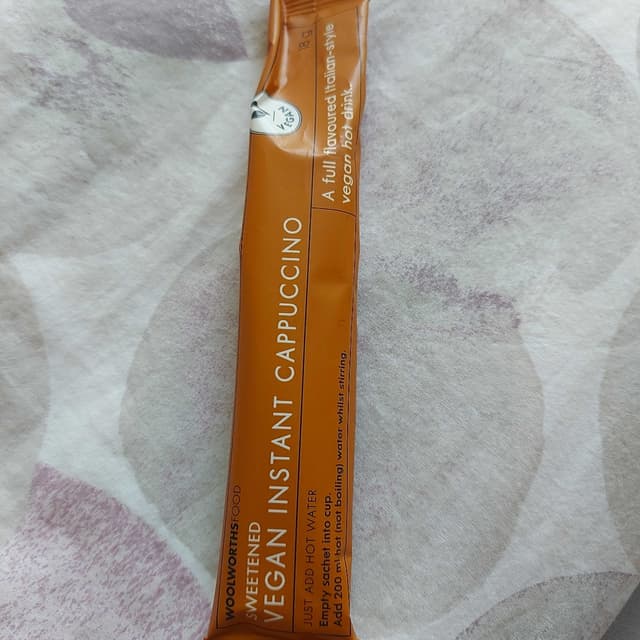 WOOLWORTHSFOOD
SWEETENED
VEGAN INSTANT CAPPUCCINO
VEGAN
JUST ADD HOT WATER
Empty sachet into cup.
Add 200 ml hot (not boiling) water whilst stirring.
A full flavoured Italian-style
vegan hot drink.
18 g